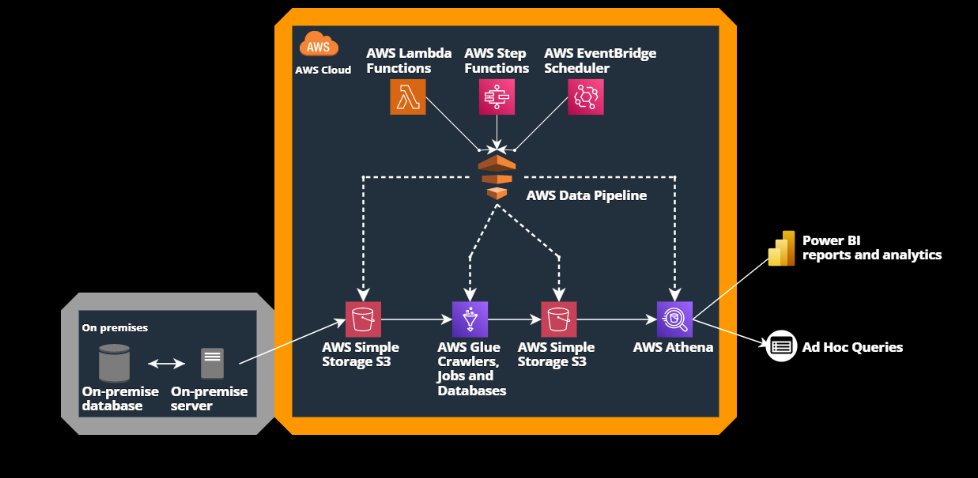 AWS
AWS Cloud
AWS Lambda
Functions
AWS Step
Functions
AWS EventBridge
Scheduler
AWS Data Pipeline
Power BI
reports and analytics
On premises
On-premise
database
On-premise
server
AWS Simple
Storage S3
AWS Glue
Crawlers,
Jobs and
Databases
AWS Simple
Storage S3
AWS Athena
Ad Hoc Queries